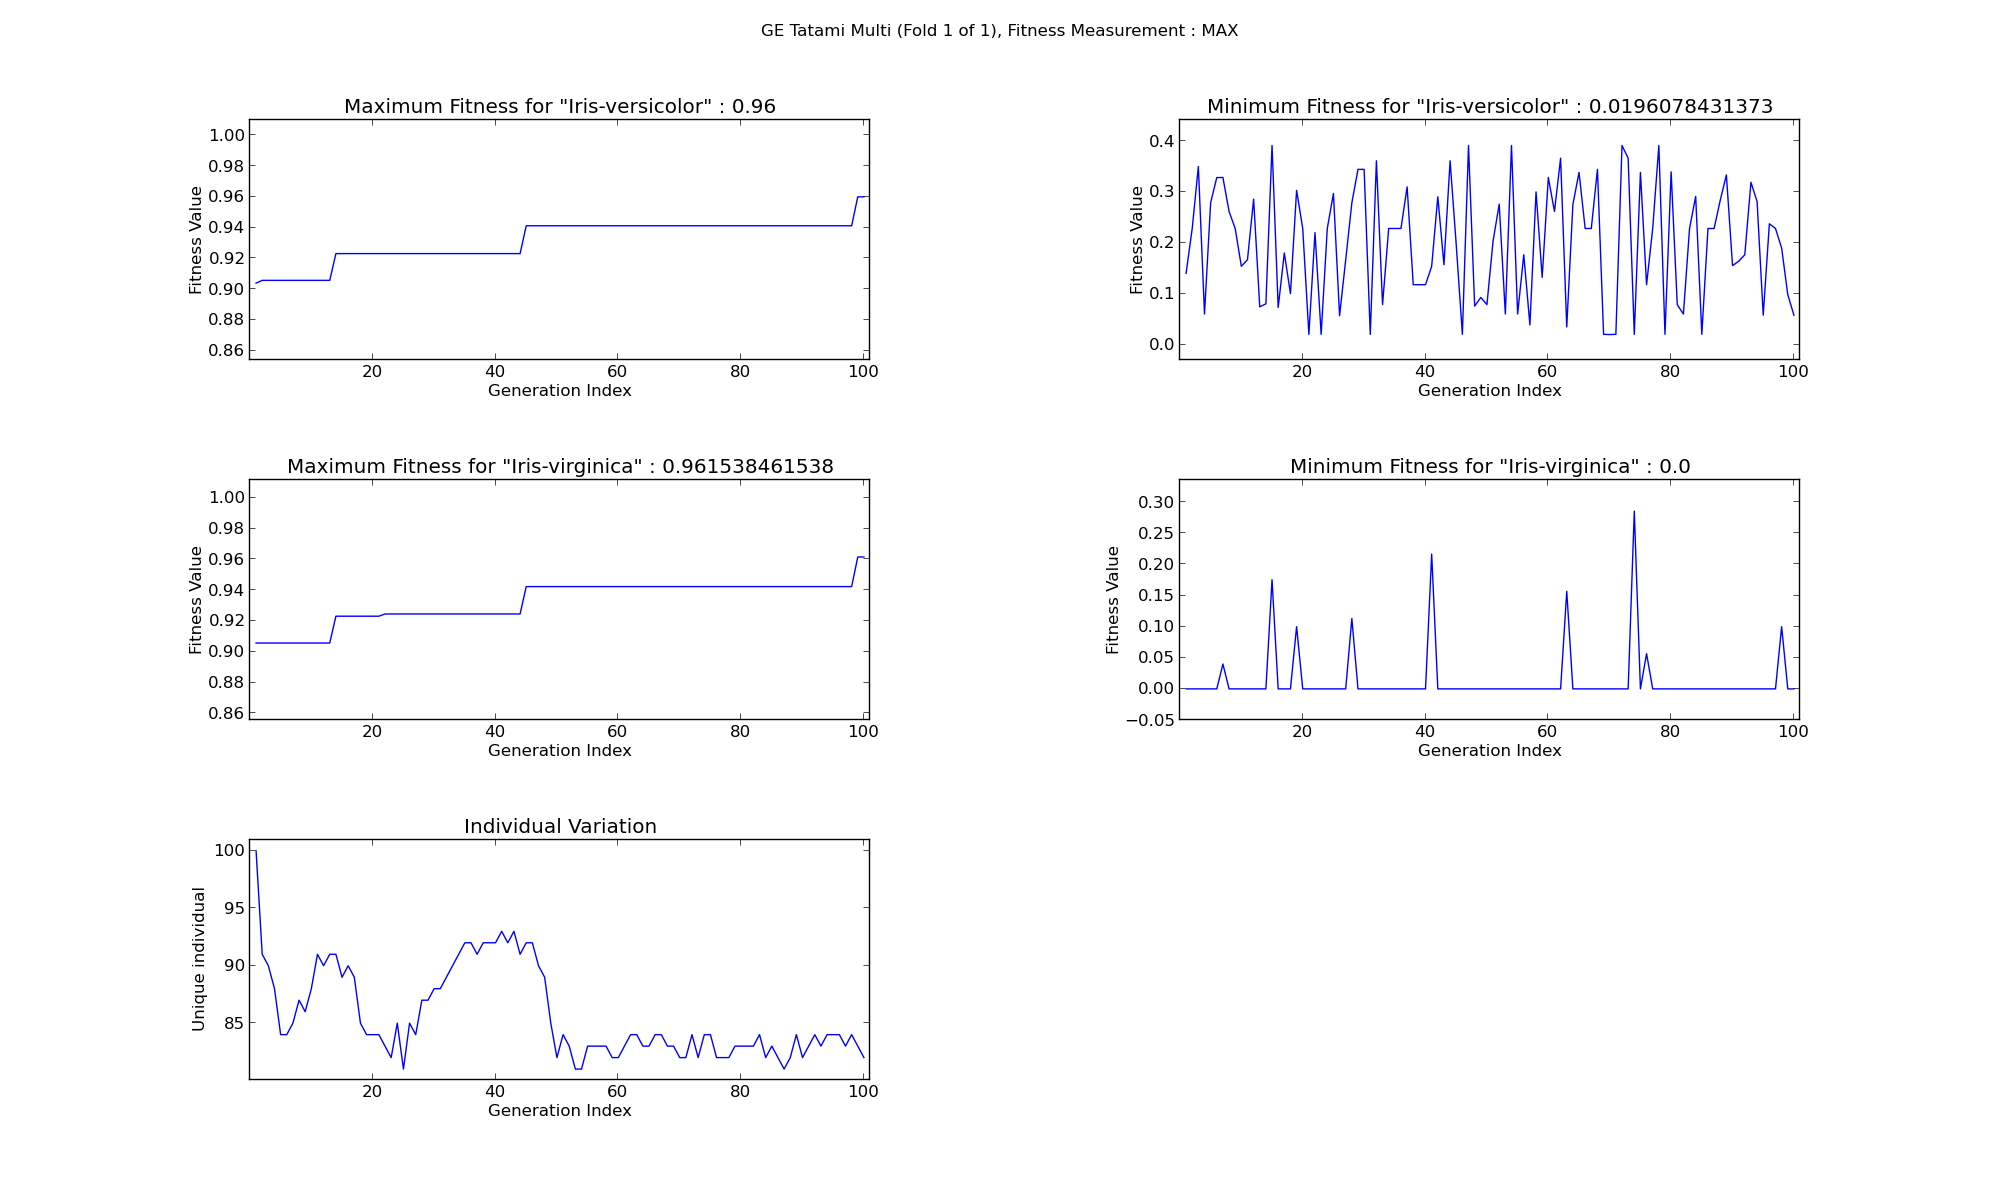 GE Tatami Multi (Fold 1 of 1), Fitness Measurement : MAX
Maximum Fitness for "Iris-versicolor" : 0.96
1.00
0.98
0.96
0.94
0.92
0.90
0.88
0.86
Fitness Value
20 40 60 80 100
Generation Index
Minimum Fitness for "Iris-versicolor" : 0.0196078431373
0.4
0.3
0.2
0.1
0.0
Fitness Value
20 40 60 80 100
Generation Index
Maximum Fitness for "Iris-virginica" : 0.961538461538
1.00
0.98
0.96
0.94
0.92
0.90
0.88
0.86
Fitness Value
20 40 60 80 100
Generation Index
Minimum Fitness for "Iris-virginica" : 0.0
0.30
0.25
0.20
0.15
0.10
0.05
0.00
−0.05
Fitness Value
20 40 60 80 100
Generation Index
Individual Variation
100
95
90
85
Unique individual
20 40 60 80 100
Generation Index